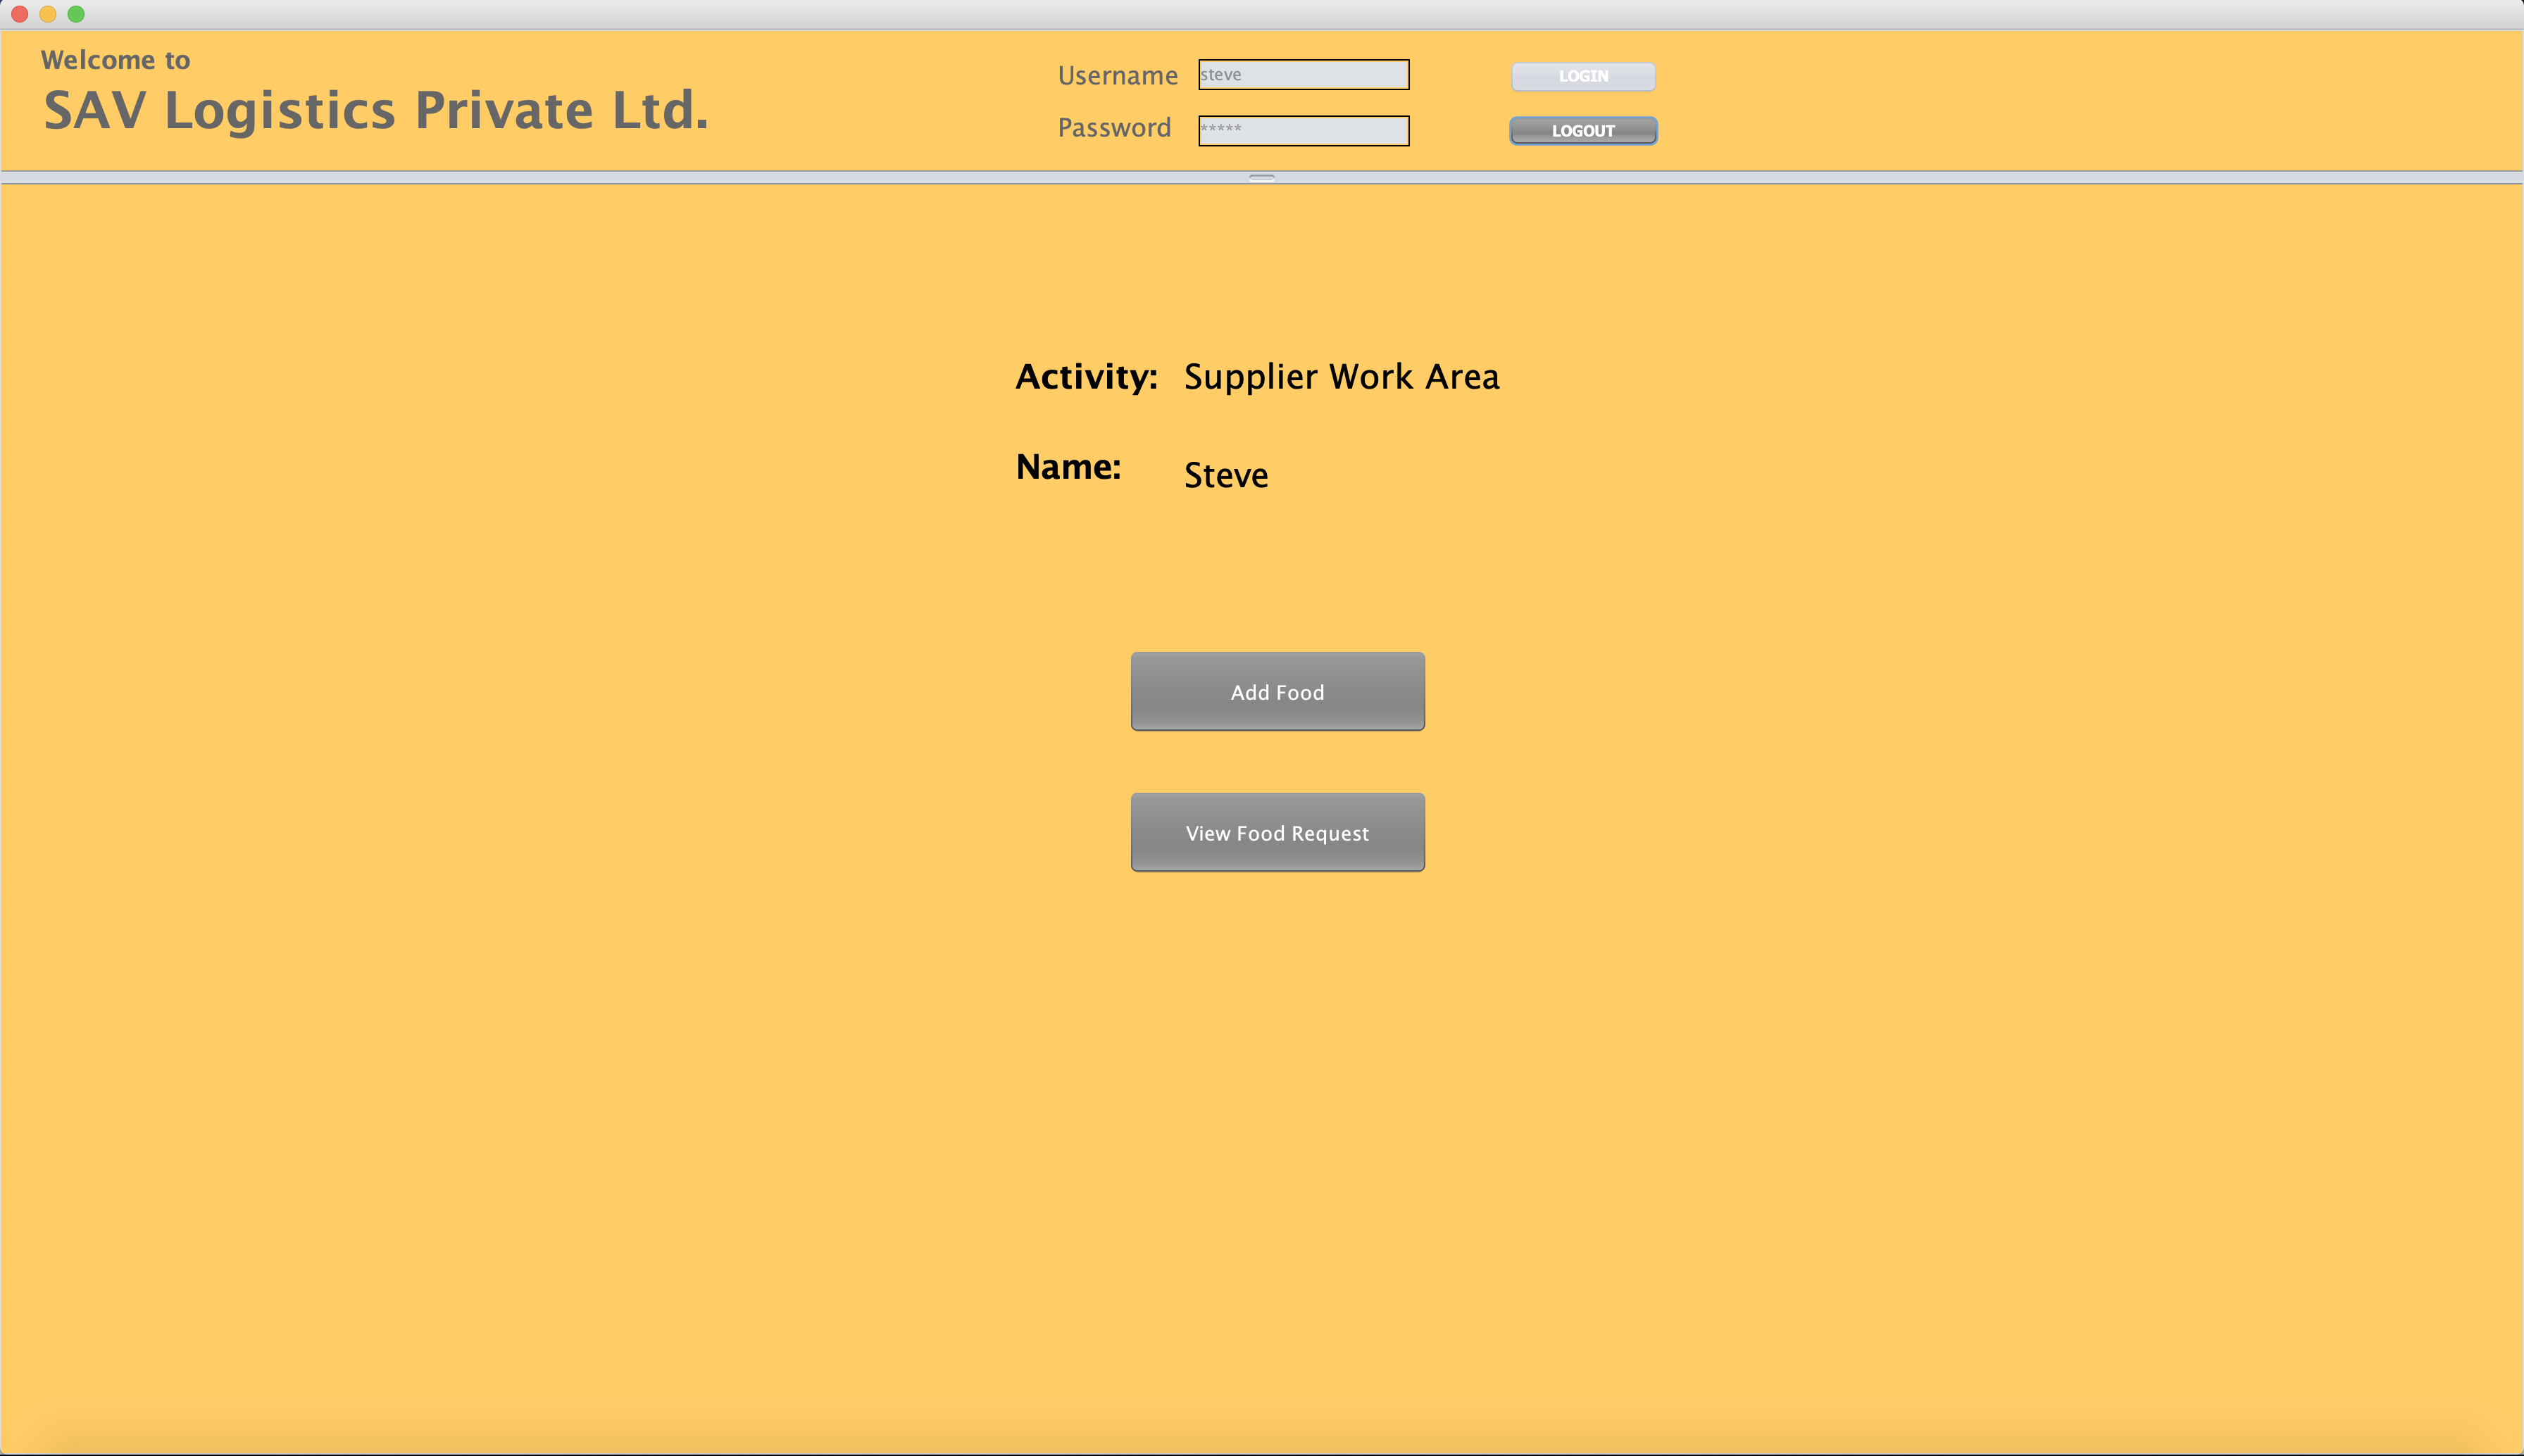 Welcome to
SAV Logistics Private Ltd.
Username steve LOGIN
Password ***** LOGOUT
Activity: Supplier Work Area
Name: Steve
Add Food
View Food Request